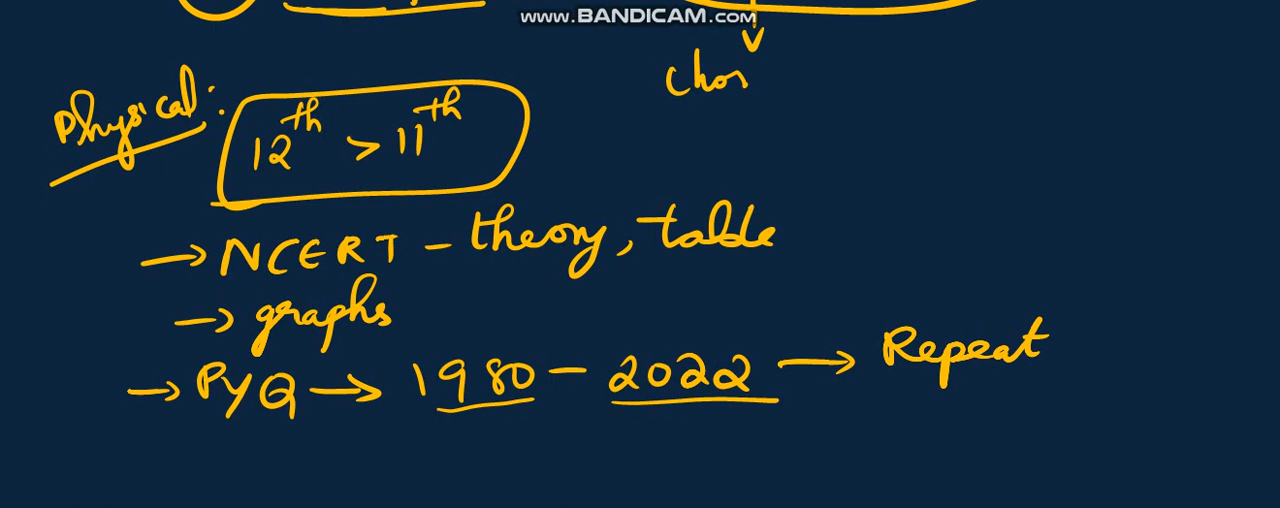 www.BANDICAM.com
Chor
Physical:
12th > 11th
→ NCERT - theory, table
→ graphs
→ PYQ → 1980 - 2022 → Repeat